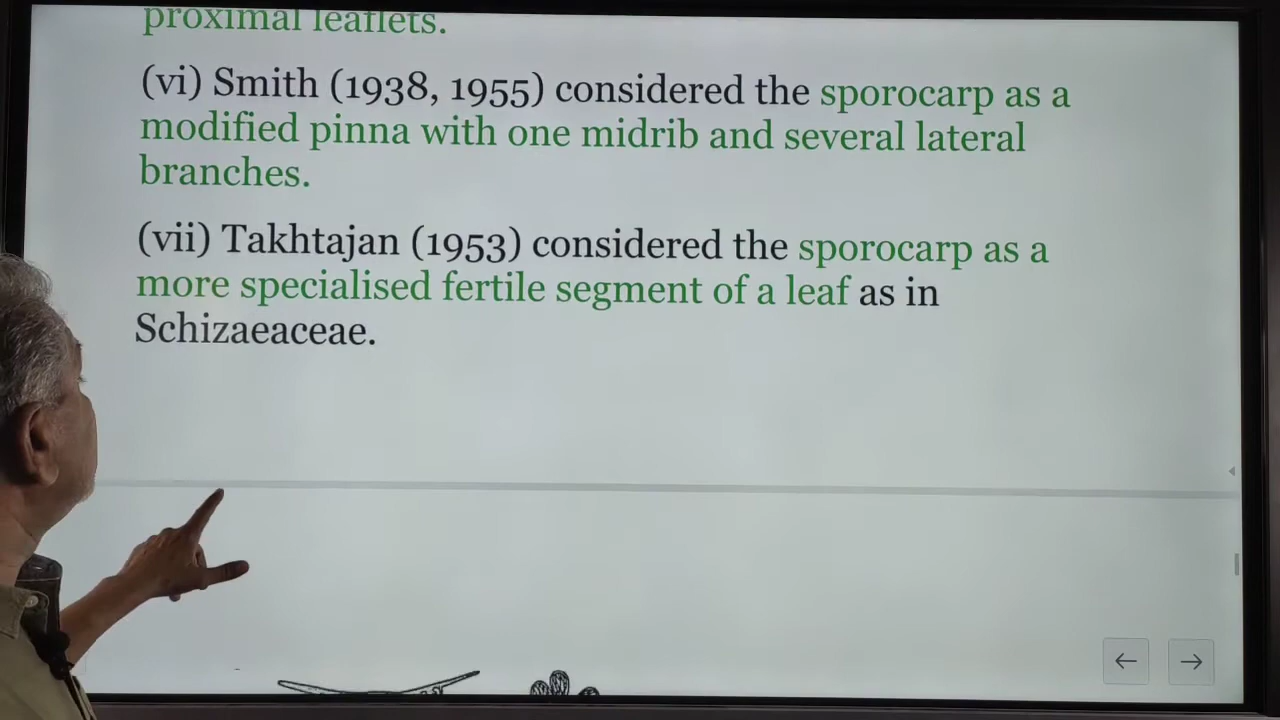 proximal leaflets.
(vi) Smith (1938, 1955) considered the sporocarp as a
modified pinna with one midrib and several lateral
branches.
(vii) Takhtajan (1953) considered the sporocarp as a
more specialised fertile segment of a leaf as in
Schizaeaceae.